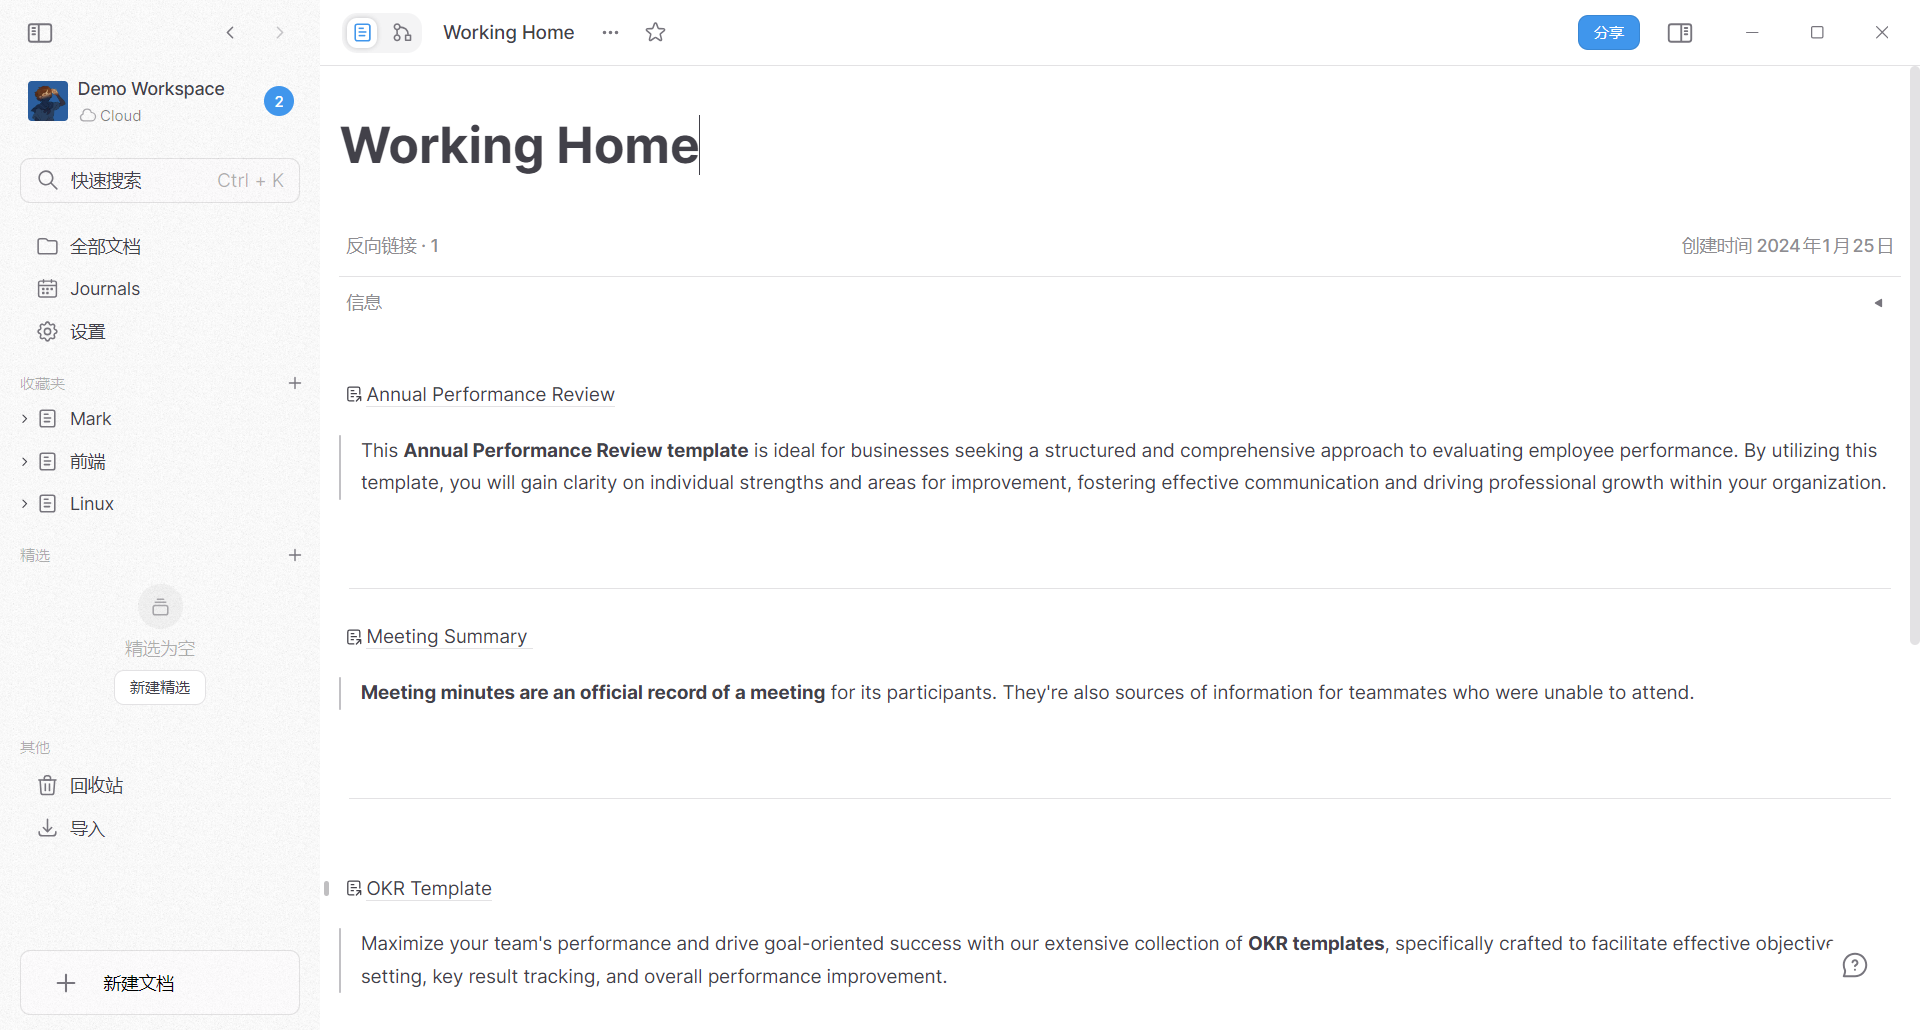 Working Home
分享
Demo Workspace
Cloud
2
快速搜索
Ctrl + K
全部文档
Journals
设置
收藏夹
Mark
前端
Linux
精选
精选为空
新建精选
其他
回收站
导入
新建文档
Working Home
反向链接 · 1
创建时间 2024年1月25日
信息
Annual Performance Review
This Annual Performance Review template is ideal for businesses seeking a structured and comprehensive approach to evaluating employee performance. By utilizing this
template, you will gain clarity on individual strengths and areas for improvement, fostering effective communication and driving professional growth within your organization.
Meeting Summary
Meeting minutes are an official record of a meeting for its participants. They're also sources of information for teammates who were unable to attend.
OKR Template
Maximize your team's performance and drive goal-oriented success with our extensive collection of OKR templates, specifically crafted to facilitate effective objective
setting, key result tracking, and overall performance improvement.